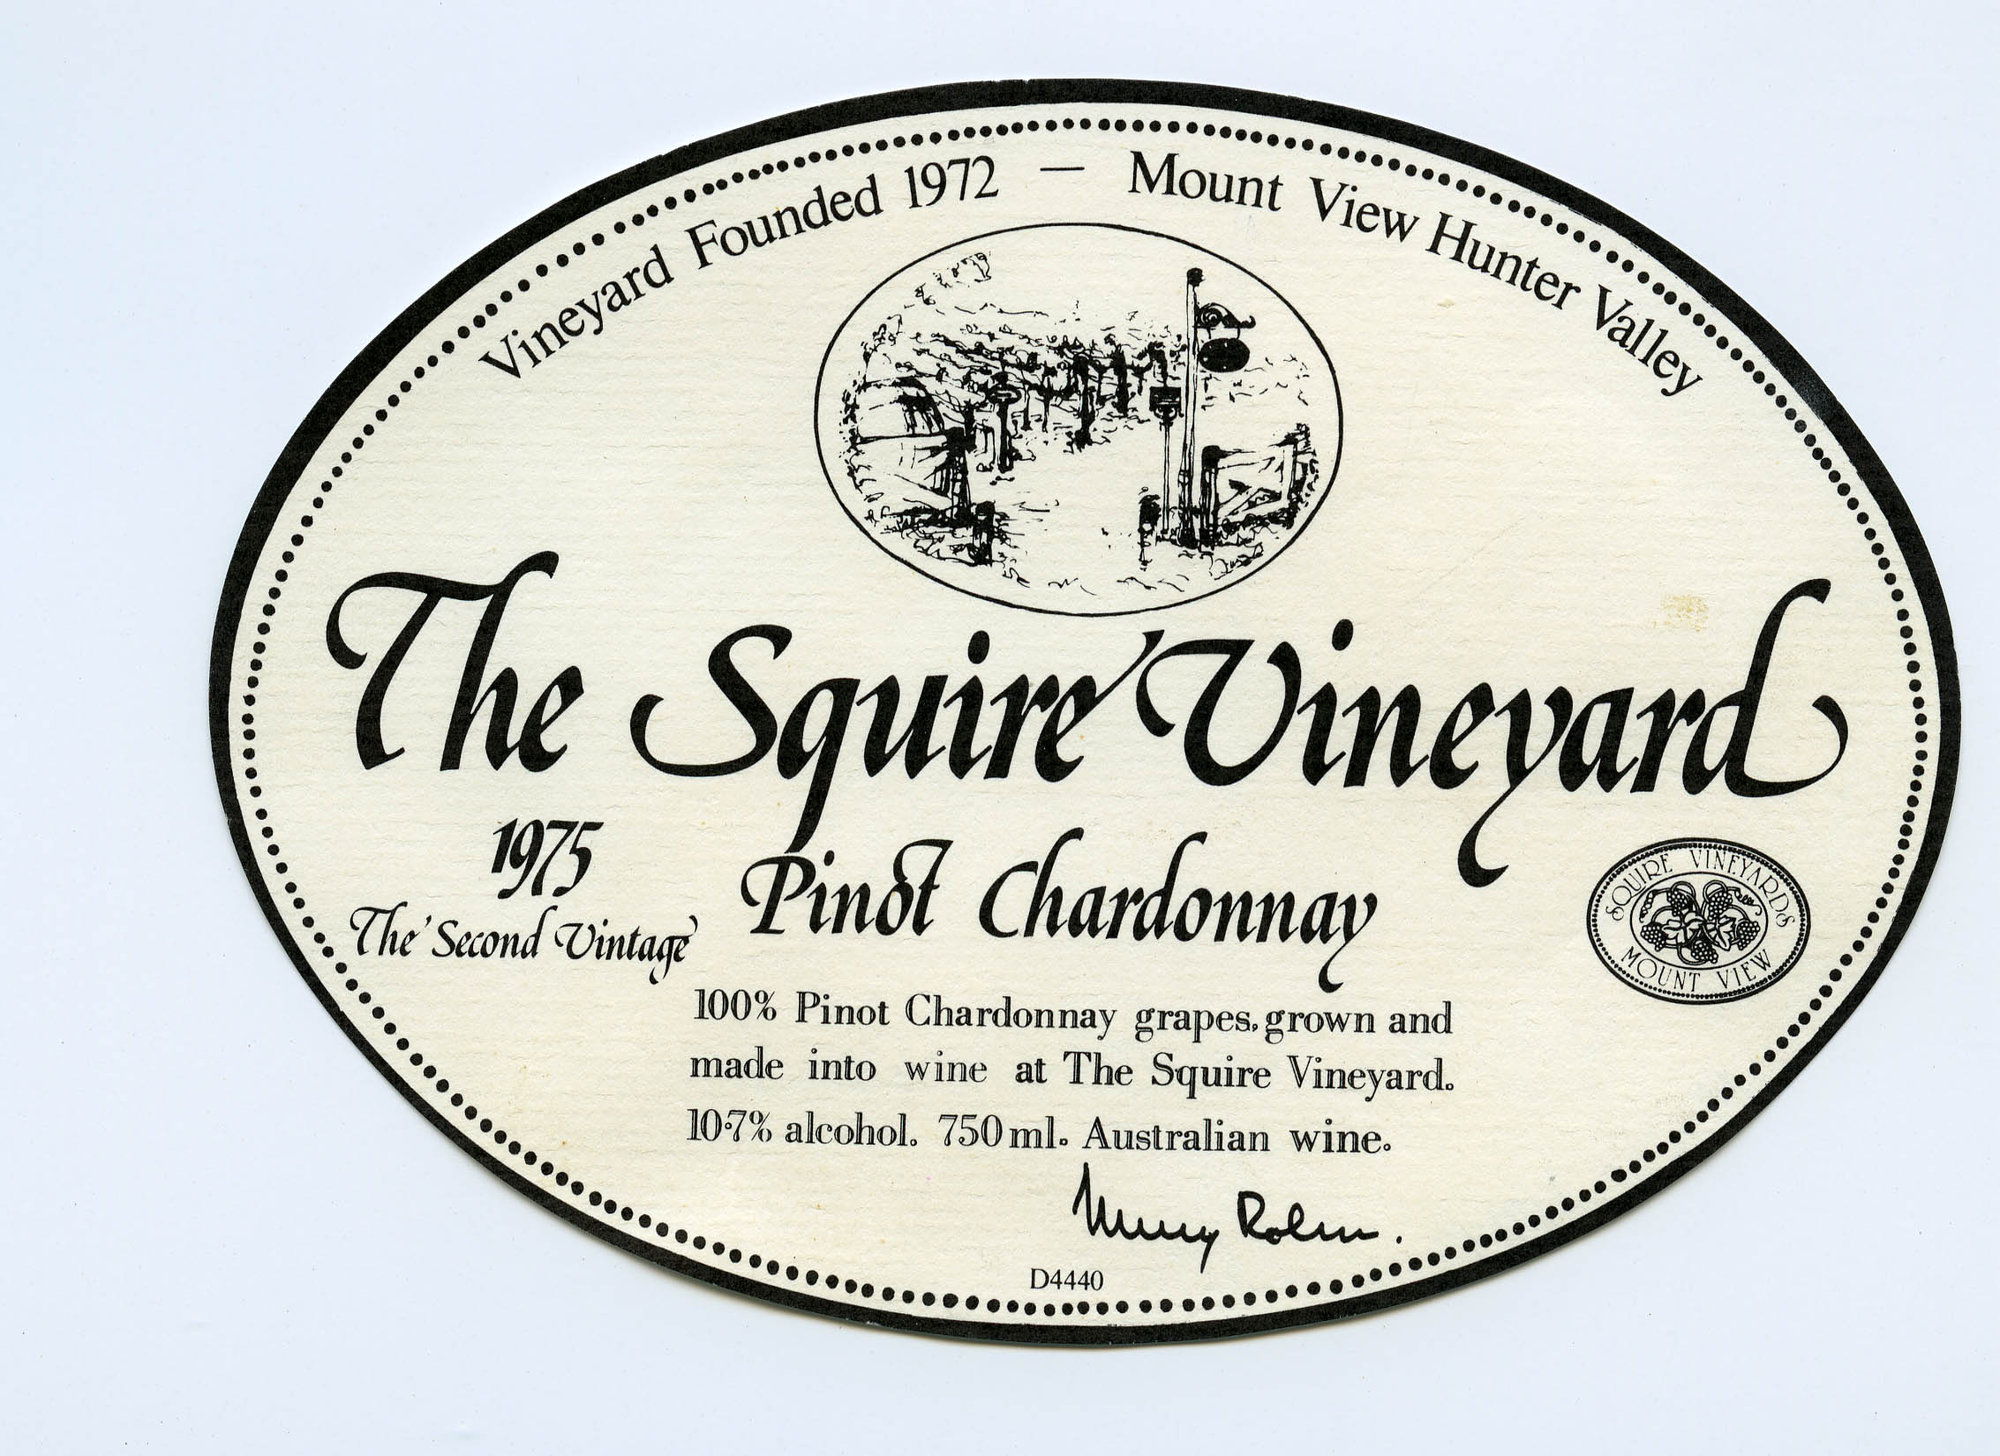 Vineyard Founded 1972 — Mount View Hunter Valley
The Squire Vineyard
1975
The Second Vintage
Pinot Chardonnay
SQUIRE VINEYARDS
MOUNT VIEW
100% Pinot Chardonnay grapes, grown and
made into wine at The Squire Vineyard.
10·7% alcohol. 750 ml. Australian wine.
D4440